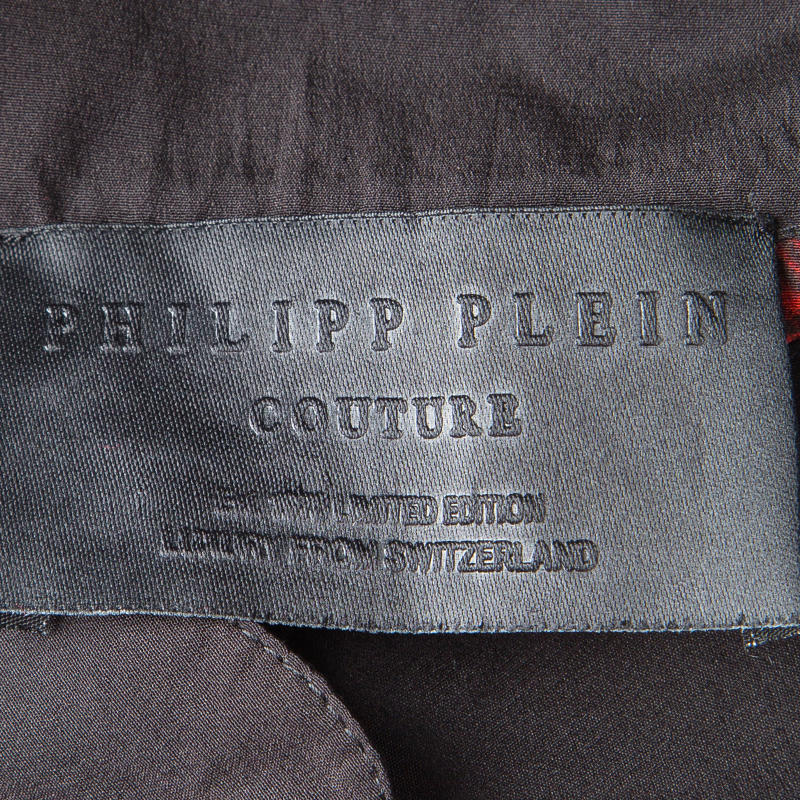 PHILIPP PLEIN
COUTURE
LIMITED EDITION
FROM SWITZERLAND